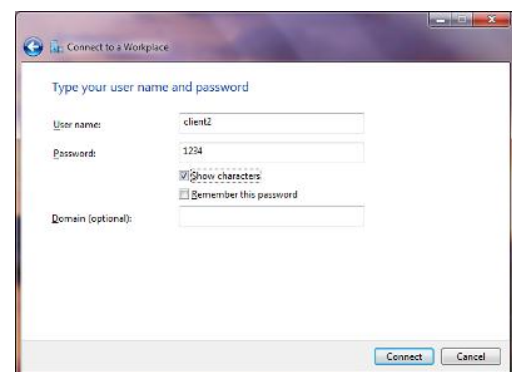 Connect to a Workplace
Type your user name and password
User name: client2
Password: 1234
Show characters
Remember this password
Domain (optional):
Connect Cancel